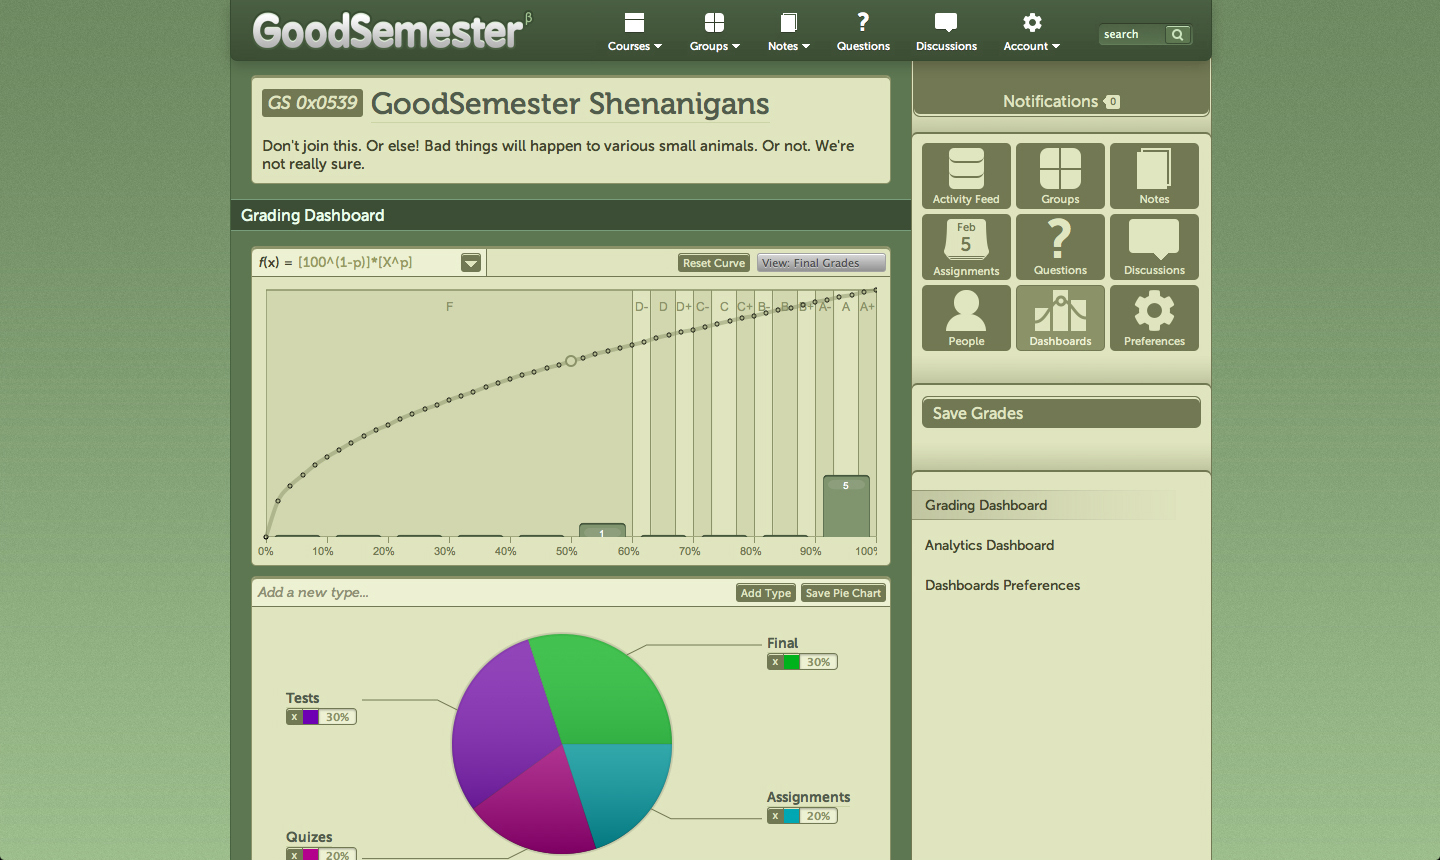 GoodSemester β
Courses Groups Notes Questions Discussions Account
search
GS 0x0539 GoodSemester Shenanigans
Don't join this. Or else! Bad things will happen to various small animals. Or not. We're
not really sure.
Grading Dashboard
f(x) = [100^(1-p)]*[X^p]
Reset Curve View: Final Grades
F D- D D+ C- C C+ B- B B+ A- A A+
5
1
0% 10% 20% 30% 40% 50% 60% 70% 80% 90% 100%
Add a new type...
Add Type Save Pie Chart
Final
x 30%
Tests
x 30%
Assignments
x 20%
Quizes
x 20%
Notifications 0
Activity Feed Groups Notes
Feb
5
Assignments ? Questions Discussions
People Dashboards Preferences
Save Grades
Grading Dashboard
Analytics Dashboard
Dashboards Preferences